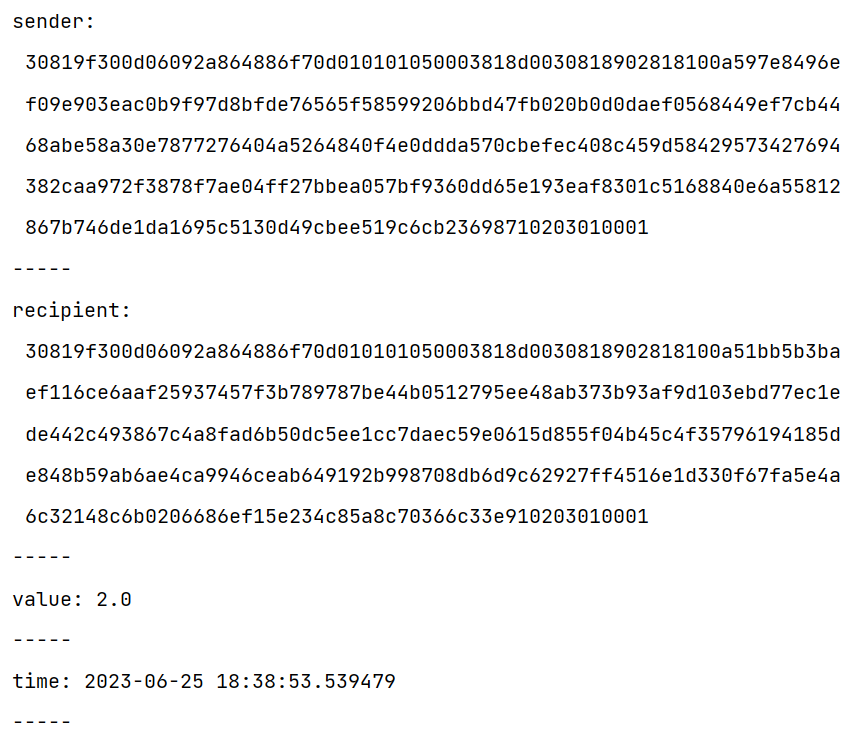 sender:
30819f300d06092a864886f70d010101050003818d0030818902818100a597e8496e
f09e903eac0b9f97d8bfde76565f58599206bbd47fb020b0d0daef0568449ef7cb44
68abe58a30e7877276404a5264840f4e0ddda570cbefec408c459d58429573427694
382caa972f3878f7ae04ff27bbea057bf9360dd65e193eaf8301c5168840e6a55812
867b746de1da1695c5130d49cbee519c6cb23698710203010001
-----
recipient:
30819f300d06092a864886f70d010101050003818d0030818902818100a51bb5b3ba
ef116ce6aaf25937457f3b789787be44b0512795ee48ab373b93af9d103ebd77ec1e
de442c493867c4a8fad6b50dc5ee1cc7daec59e0615d855f04b45c4f35796194185d
e848b59ab6ae4ca9946ceab649192b998708db6d9c62927ff4516e1d330f67fa5e4a
6c32148c6b0206686ef15e234c85a8c70366c33e910203010001
-----
value: 2.0
-----
time: 2023-06-25 18:38:53.539479
-----